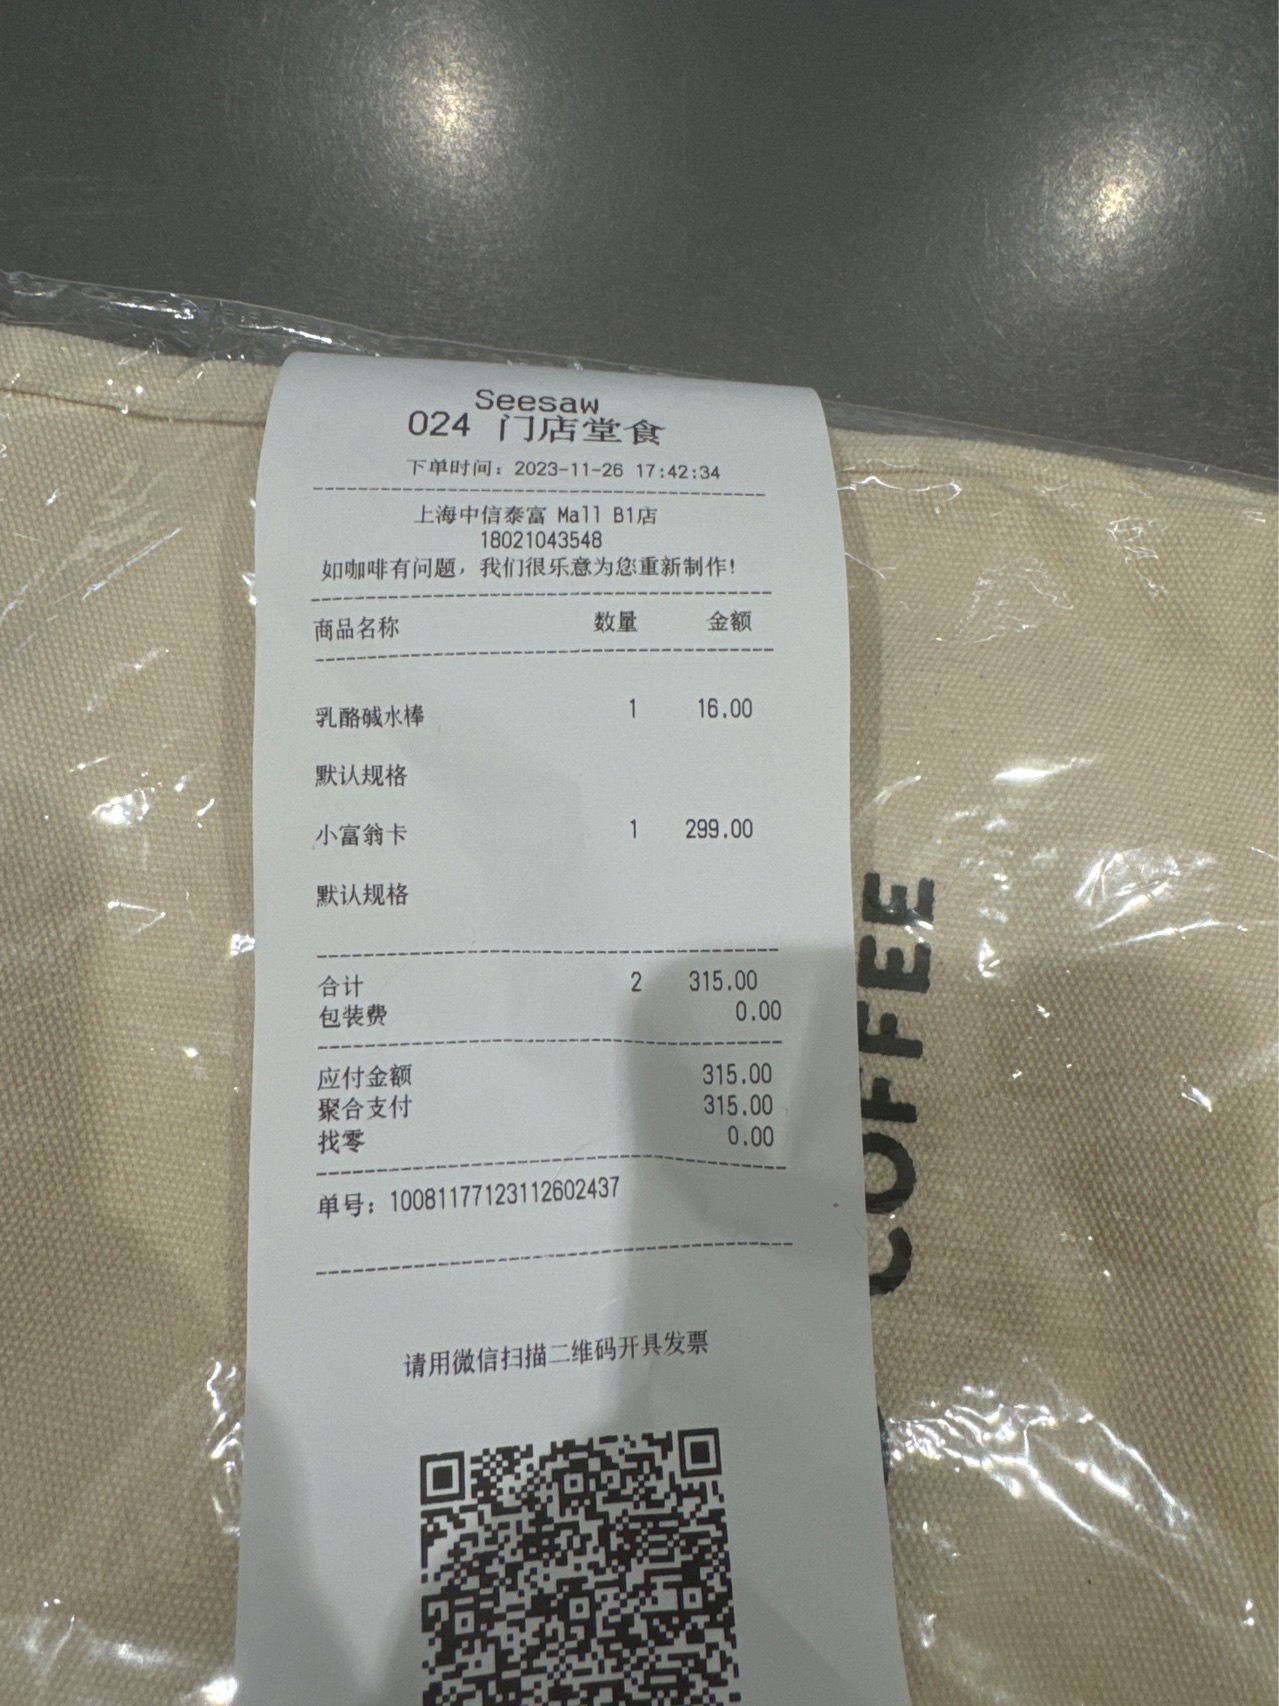 Seesaw
024 门店堂食
下单时间：2023-11-26 17:42:34
上海中信泰富 Mall B1店
18021043548
如咖啡有问题，我们很乐意为您重新制作!
商品名称 数量 金额
乳酪碱水棒 1 16.00
默认规格
小富翁卡 1 299.00
默认规格
合计 2 315.00
包装费 0.00
应付金额 315.00
聚合支付 315.00
找零 0.00
单号：10081177123112602437
请用微信扫描二维码开具发票
COFFEE